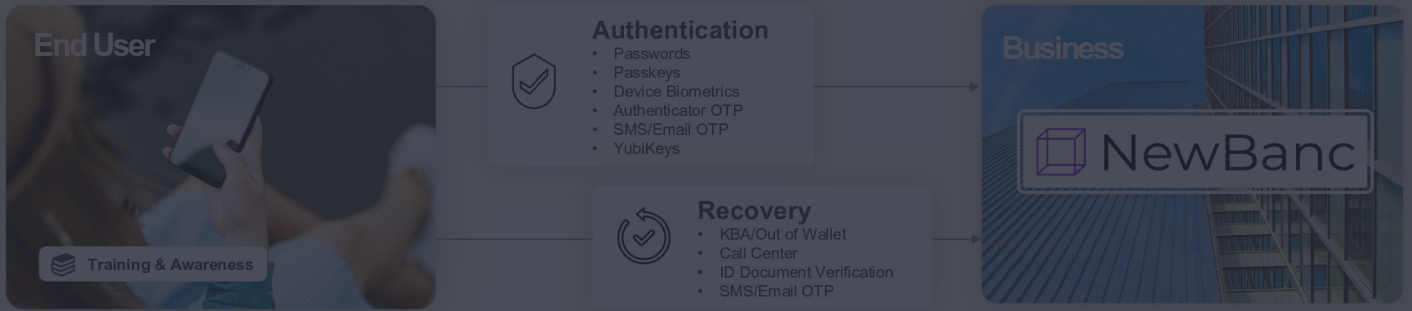 End User
Training & Awareness
Authentication
• Passwords
• Passkeys
• Device Biometrics
• Authenticator OTP
• SMS/Email OTP
• YubiKeys
Recovery
• KBA/Out of Wallet
• Call Center
• ID Document Verification
• SMS/Email OTP
Business
NewBanc